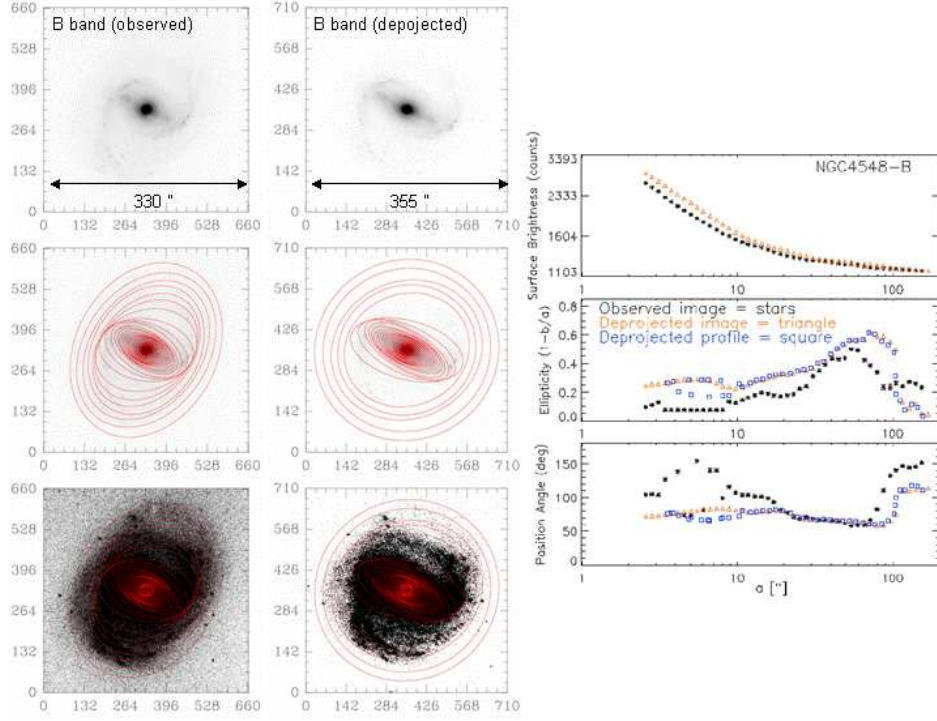 B band (observed)
660
528
396
264
132
0
330 "
0 132 264 396 528 660
B band (depojected)
710
568
426
284
142
0
355 "
0 142 284 426 568 710
660
528
396
264
132
0
0 132 264 396 528 660
710
568
426
284
142
0
0 142 284 426 568 710
660
528
396
264
132
0
0 132 264 396 528 660
710
568
426
284
142
0
0 142 284 426 568 710
NGC4548-B
Surface Brightness (counts)
3393
2333
1604
1103
1 10 100
Observed image = stars
Deprojected image = triangle
Deprojected profile = square
Ellipticity (1-b/a)
0.6
0.4
0.2
0.0
1 10 100
Position Angle (deg)
150
100
50
0
1 10 100
a ["]